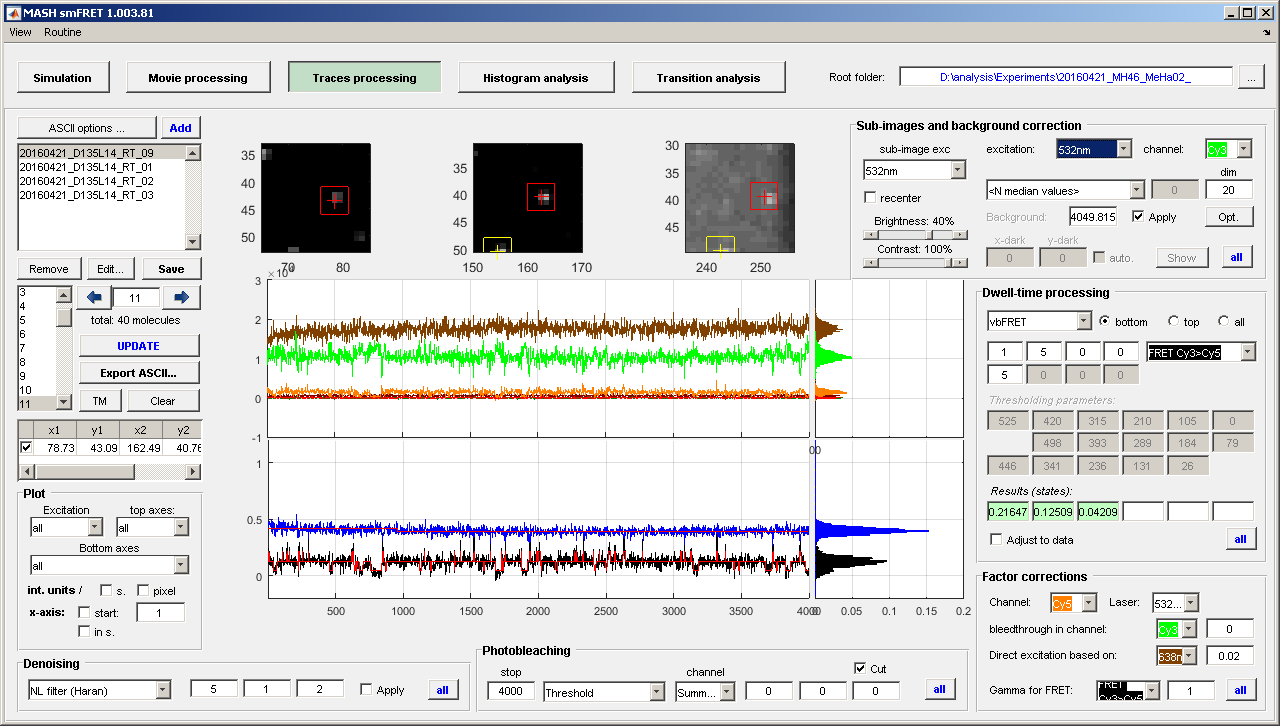 MASH smFRET 1.003.81
View Routine
Simulation Movie processing Traces processing Histogram analysis Transition analysis Root folder: D:\analysis\Experiments\20160421_MH46_MeHa02_ ...
ASCII options ... Add
20160421_D135L14_RT_09
20160421_D135L14_RT_01
20160421_D135L14_RT_02
20160421_D135L14_RT_03
Remove Edit... Save
3
4
5
6
7
8
9
10
11
11
total: 40 molecules
UPDATE
Export ASCII...
TM Clear
x1 y1 x2 y2
78.73 43.09 162.49 40.76
Plot
Excitation top axes:
all all
Bottom axes
all
int. units / s. pixel
x-axis: start: 1
in s.
35
40
45
50
70 80
35
40
45
50
150 160 170
30
35
40
45
240 250
3
2
1
0
-1
00
1
0.5
0
500 1000 1500 2000 2500 3000 3500 4000
0.05 0.1 0.15 0.2
Sub-images and background correction
sub-image exc excitation: 532nm channel: Cy3
532nm dim
recenter <N median values> 0 20
Brightness: 40% Background: 4049.815 Apply Opt.
Contrast: 100% x-dark y-dark
0 0 auto. Show all
Dwell-time processing
vbFRET bottom top all
1 5 0 0 FRET Cy3>Cy5
5 0 0 0
Thresholding parameters:
525 420 315 210 105 0
498 393 289 184 79
446 341 236 131 26
Results (states):
0.21647 0.12509 0.04209
Adjust to data all
Factor corrections
Channel: Cy5 Laser: 532...
bleedthrough in channel: Cy3 0
Direct excitation based on: 638n 0.02
Gamma for FRET: FRET 1 all
Denoising
NL filter (Haran) 5 1 2 Apply all
Photobleaching
stop channel Cut
4000 Threshold Summ... 0 0 0 all